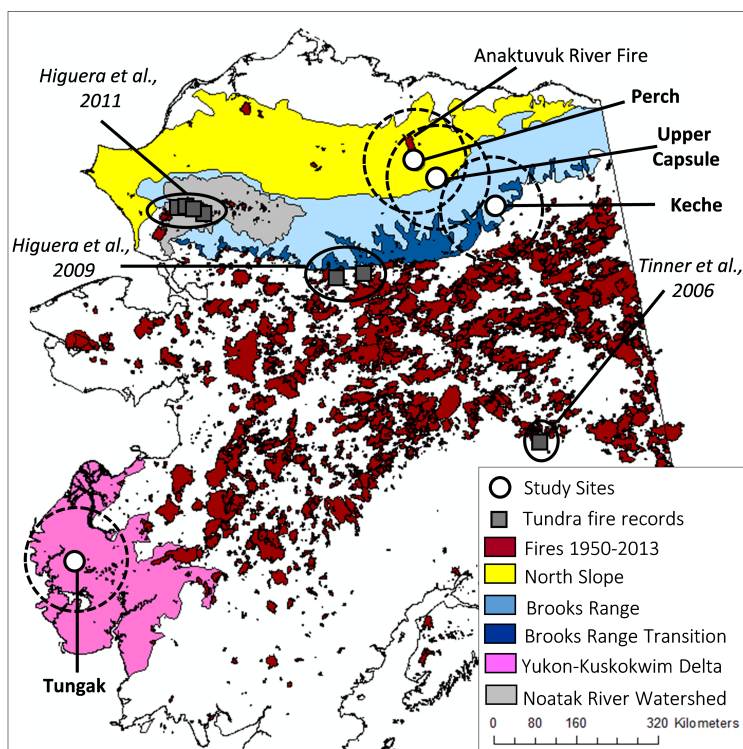 Anaktuvuk River Fire
Higuera et al.,
2011
Perch
Upper
Capsule
Keche
Higuera et al.,
2009
Tinner et al.,
2006
Tungak
Study Sites
Tundra fire records
Fires 1950-2013
North Slope
Brooks Range
Brooks Range Transition
Yukon-Kuskokwim Delta
Noatak River Watershed
0 80 160 320 Kilometers